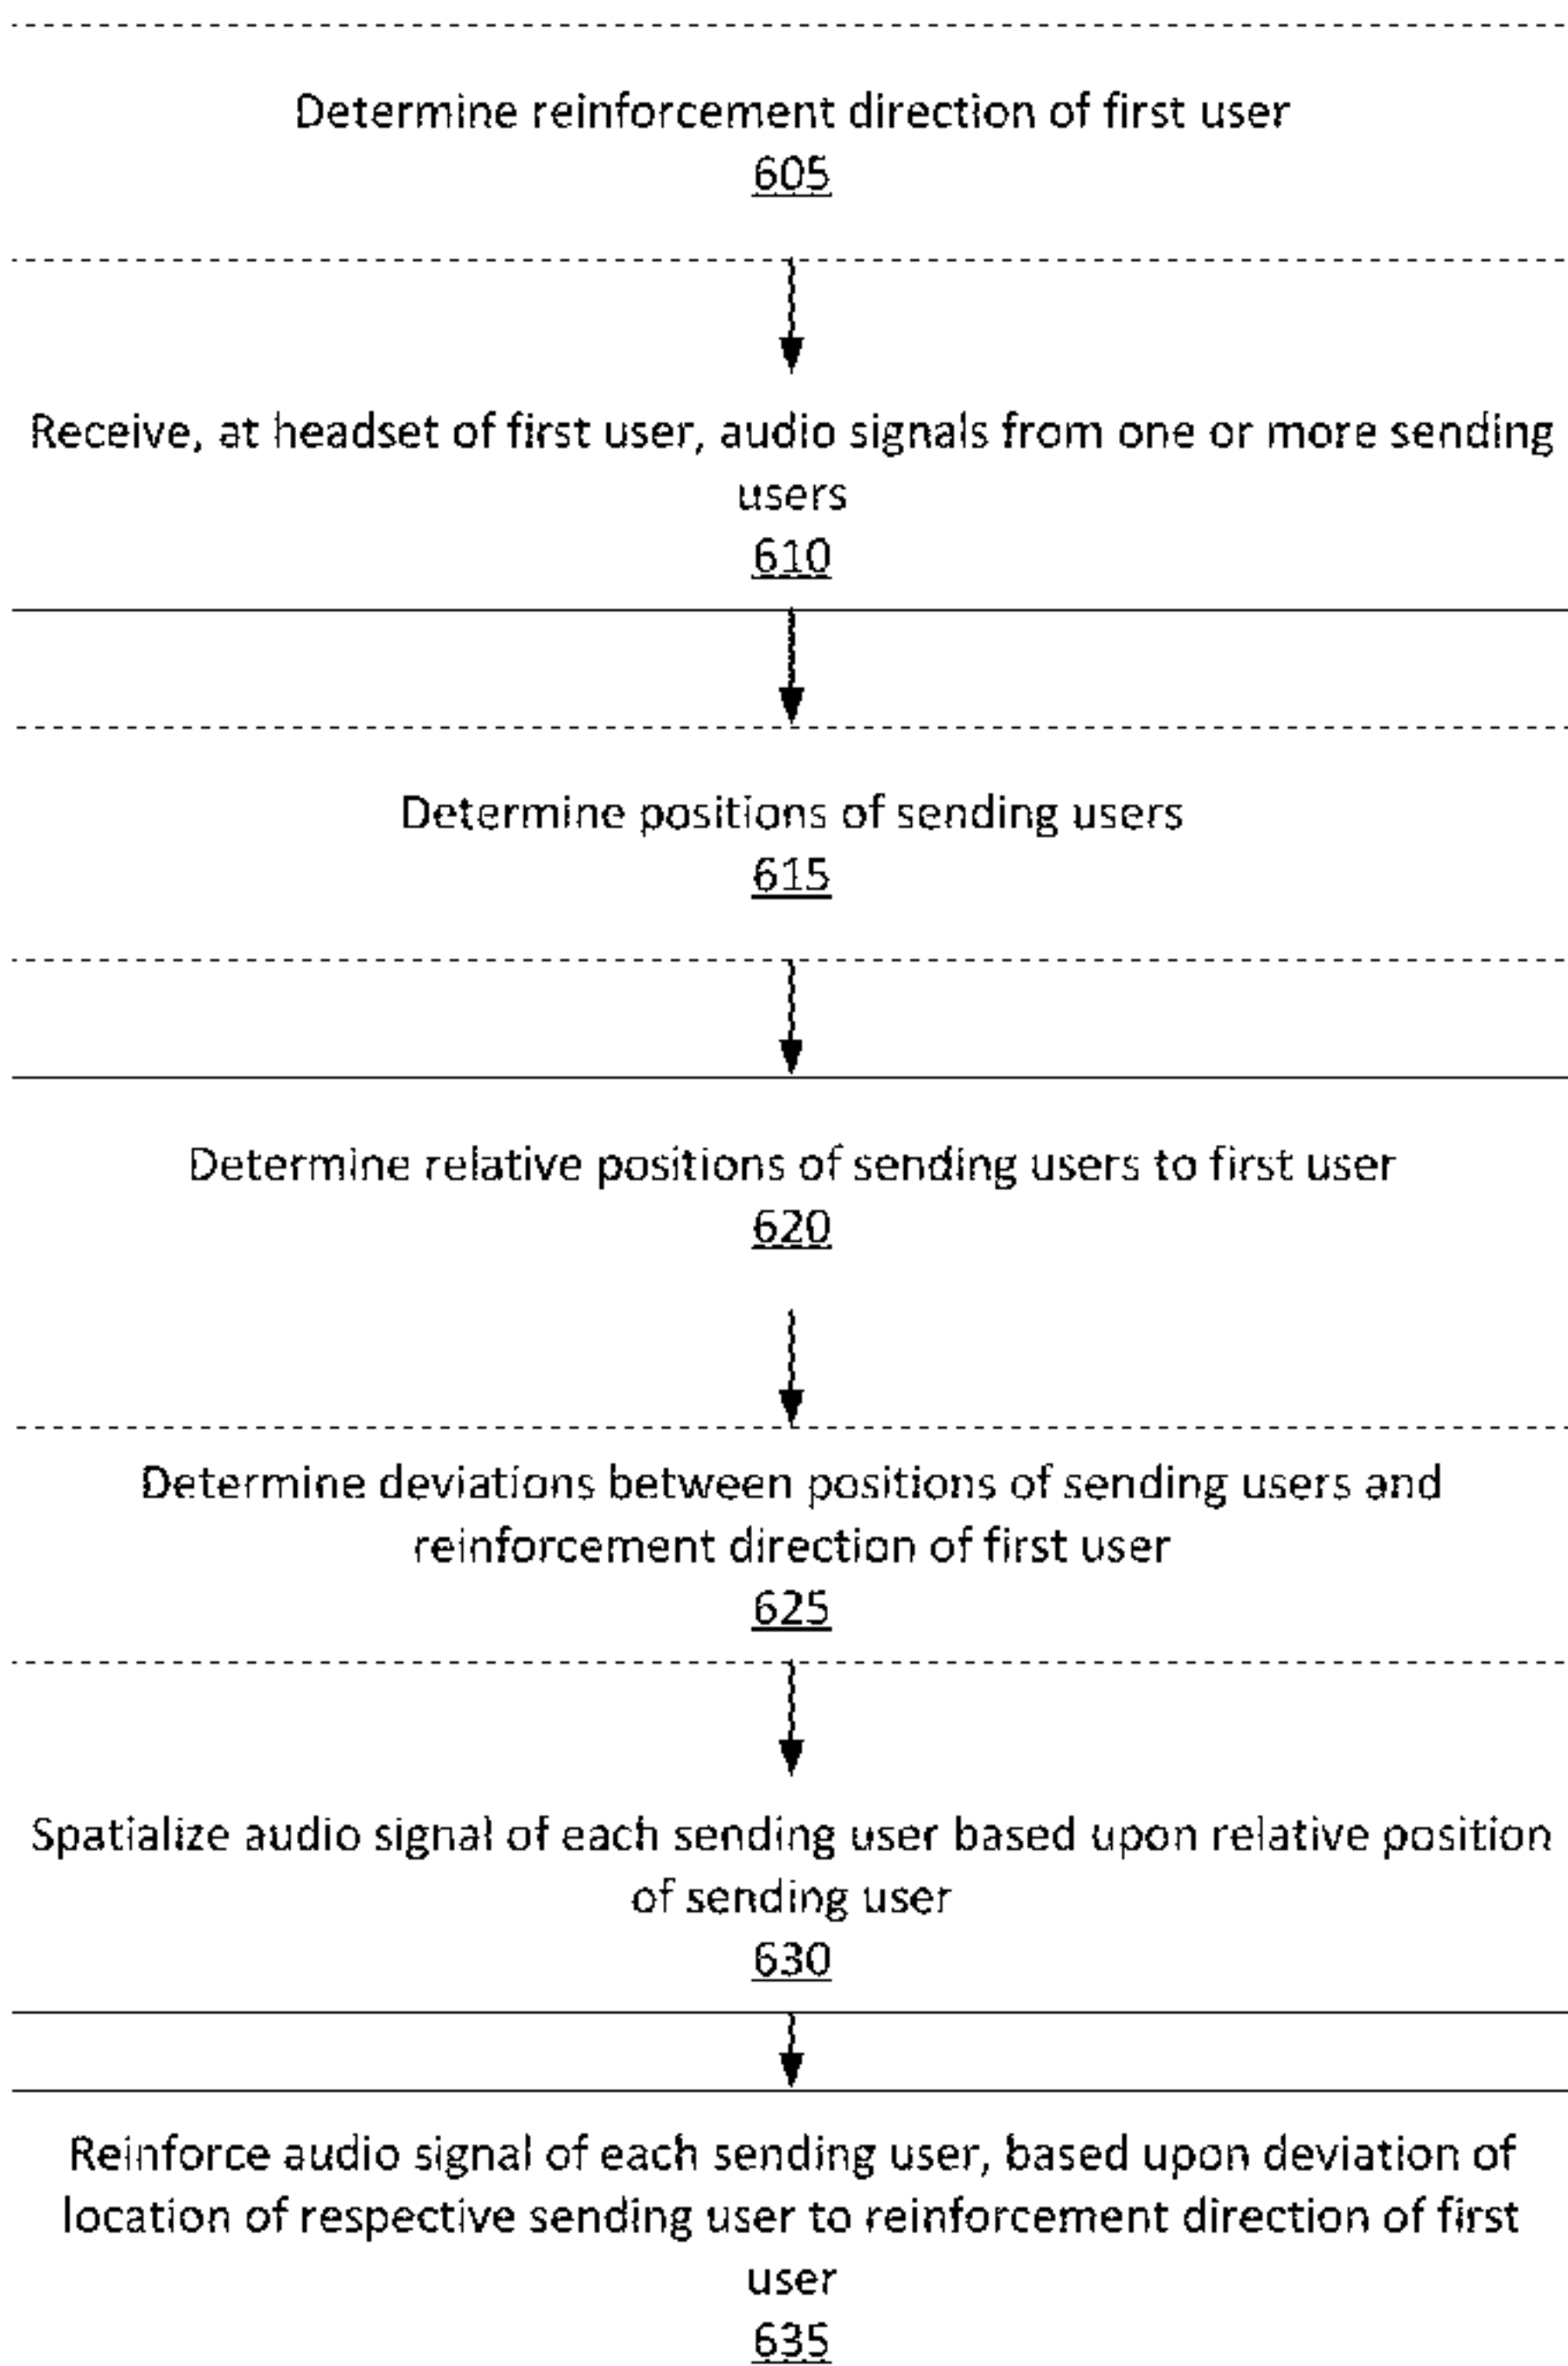 Determine reinforcement direction of first user
605
Receive, at headset of first user, audio signals from one or more sending
users
610
Determine positions of sending users
615
Determine relative positions of sending users to first user
620
Determine deviations between positions of sending users and
reinforcement direction of first user
625
Spatialize audio signal of each sending user based upon relative position
of sending user
630
Reinforce audio signal of each sending user, based upon deviation of
location of respective sending user to reinforcement direction of first
user
635